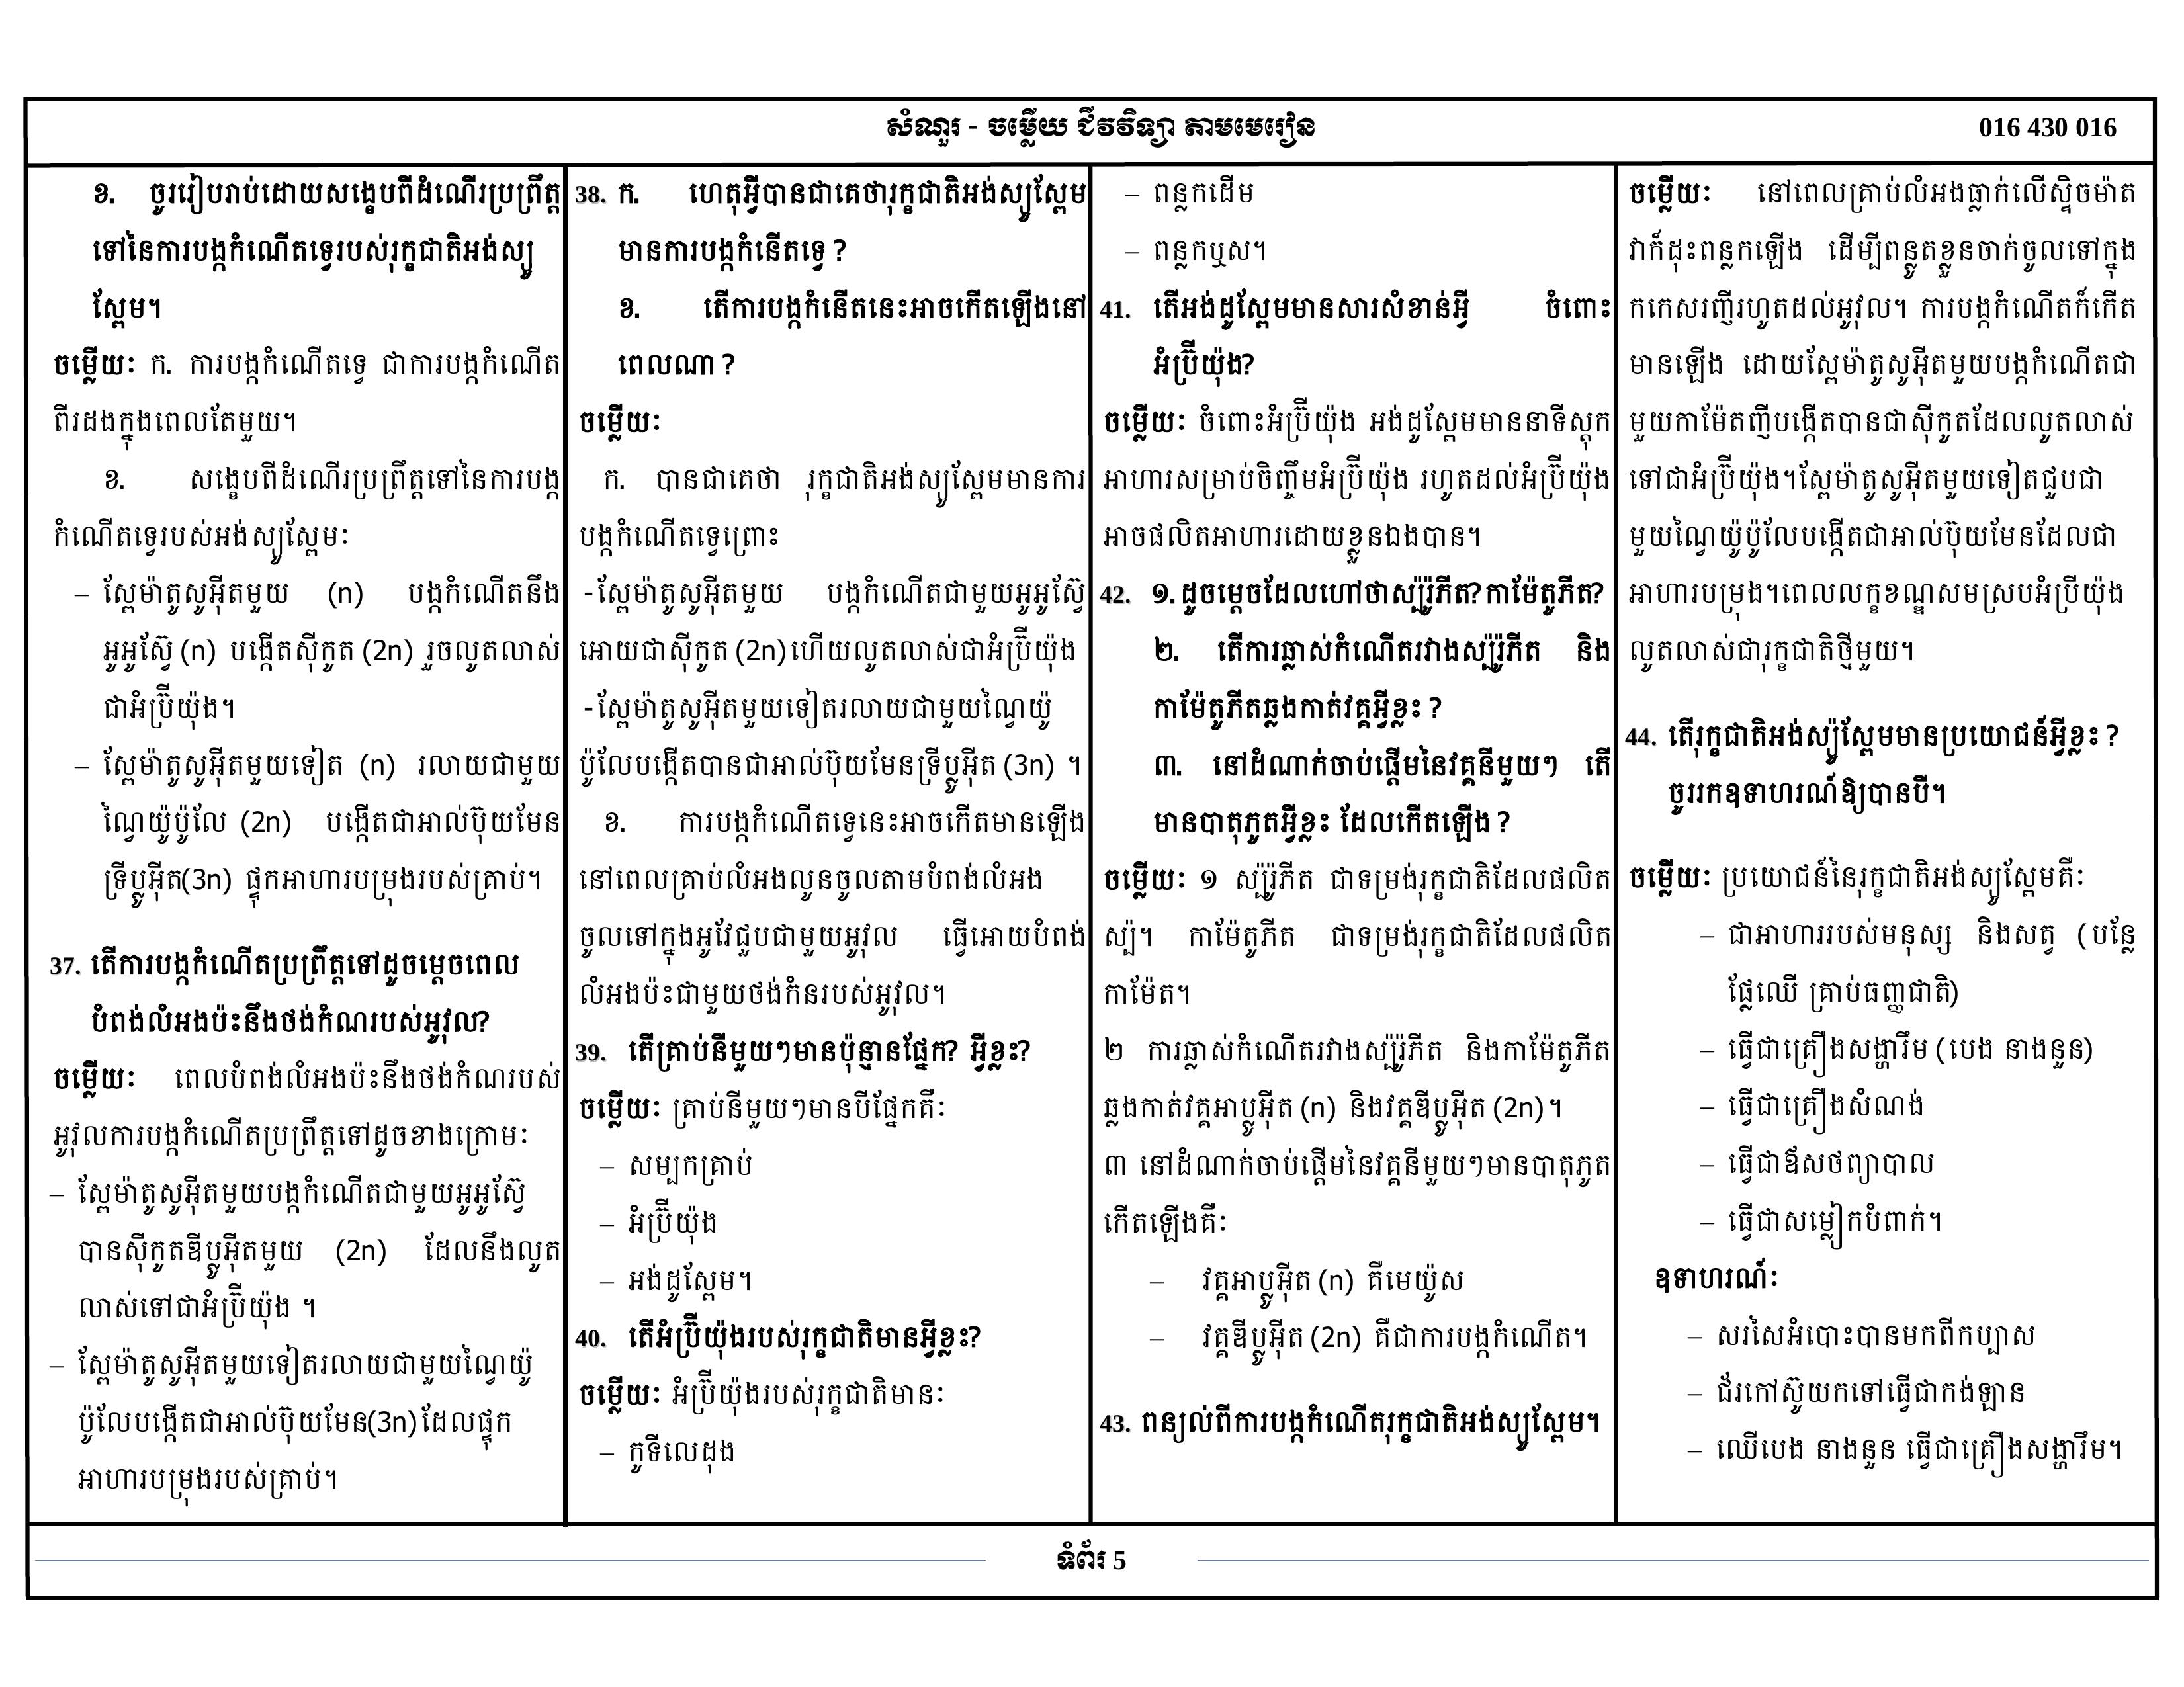 សំណួរ - ចម្លើយ ជីវវិទ្យា តាមមេរៀន
016 430 016
ខ. ចូររៀបរាប់ដោយសង្ខេបពីដំណើរប្រព្រឹត្ត
ទៅនៃការបង្កកំណើតទ្វេរបស់រុក្ខជាតិអង់ស្យូ
ស្ពែម។
ចម្លើយៈ ក. ការបង្កកំណើតទ្វេ ជាការបង្កកំណើត
ពីរដងក្នុងពេលតែមួយ។
ខ. សង្ខេបពីដំណើរប្រព្រឹត្តទៅនៃការបង្ក
កំណើតទ្វេរបស់អង់ស្យូស្ពែមៈ
– ស្ពែម៉ាតូសូអ៊ីតមួយ (n) បង្កកំណើតនឹង
អូអូស្វ៊ែ (n) បង្កើតស៊ីកូត (2n) រួចលូតលាស់
ជាអំប្រ៊ីយ៉ុង។
– ស្ពែម៉ាតូសូអ៊ីតមួយទៀត (n) រលាយជាមួយ
ណ្វៃយ៉ូប៉ូលែ (2n) បង្កើតជាអាល់ប៊ុយមែន
ទ្រីប្លូអ៊ីត(3n) ផ្ទុកអាហារបម្រុងរបស់គ្រាប់។
37. តើការបង្កកំណើតប្រព្រឹត្តទៅដូចម្តេចពេល
បំពង់លំអងប៉ះនឹងថង់កំណរបស់អូវុល?
ចម្លើយៈ ពេលបំពង់លំអងប៉ះនឹងថង់កំណរបស់
អូវុលការបង្កកំណើតប្រព្រឹត្តទៅដូចខាងក្រោមៈ
– ស្ពែម៉ាតូសូអ៊ីតមួយបង្កកំណើតជាមួយអូអូស្វ៊ែ
បានស៊ីកូតឌីប្លូអ៊ីតមួយ (2n) ដែលនឹងលូត
លាស់ទៅជាអំប្រ៊ីយ៉ុង ។
– ស្ពែម៉ាតូសូអ៊ីតមួយទៀតរលាយជាមួយណ្វៃយ៉ូ
ប៉ូលែបង្កើតជាអាល់ប៊ុយមែន(3n) ដែលផ្ទុក
អាហារបម្រុងរបស់គ្រាប់។
38. ក. ហេតុអ្វីបានជាគេថារុក្ខជាតិអង់ស្យូស្ពែម
មានការបង្កកំនើតទ្វេ ?
ខ. តើការបង្កកំនើតនេះអាចកើតឡើងនៅ
ពេលណា ?
ចម្លើយៈ
ក. បានជាគេថា រុក្ខជាតិអង់ស្យូស្ពែមមានការ
បង្កកំណើតទ្វេព្រោះ
-ស្ពែម៉ាតូសូអ៊ីតមួយ បង្កកំណើតជាមួយអូអូស្វ៊ែ
អោយជាស៊ីកូត (2n) ហើយលូតលាស់ជាអំប្រ៊ីយ៉ុង
-ស្ពែម៉ាតូសូអ៊ីតមួយទៀតរលាយជាមួយណ្វៃយ៉ូ
ប៉ូលែបង្កើតបានជាអាល់ប៊ុយមែនទ្រីប្លូអ៊ីត (3n) ។
ខ. ការបង្កកំណើតទ្វេនេះអាចកើតមានឡើង
នៅពេលគ្រាប់លំអងលូនចូលតាមបំពង់លំអង
ចូលទៅក្នុងអូវែជួបជាមួយអូវុល ធ្វើអោយបំពង់
លំអងប៉ះជាមួយថង់កំនរបស់អូវុល។
39. តើគ្រាប់នីមួយៗមានប៉ុន្មានផ្នែក? អ្វីខ្លះ?
ចម្លើយៈ គ្រាប់នីមួយៗមានបីផ្នែកគឺៈ
– សម្បកគ្រាប់
– អំប្រ៊ីយ៉ុង
– អង់ដូស្ពែម។
40. តើអំប្រ៊ីយ៉ុងរបស់រុក្ខជាតិមានអ្វីខ្លះ?
ចម្លើយៈ អំប្រ៊ីយ៉ុងរបស់រុក្ខជាតិមានៈ
– កូទីលេដុង
– ពន្លកដើម
– ពន្លកឬស។
41. តើអង់ដូស្ពែមមានសារសំខាន់អ្វី ចំពោះ
អំប្រ៊ីយ៉ុង?
ចម្លើយៈ ចំពោះអំប្រ៊ីយ៉ុង អង់ដូស្ពែមមាននាទីស្តុក
អាហារសម្រាប់ចិញ្ចឹមអំប្រ៊ីយ៉ុង រហូតដល់អំប្រ៊ីយ៉ុង
អាចផលិតអាហារដោយខ្លួនឯងបាន។
42. ១. ដូចម្តេចដែលហៅថាស្ប៉ូរ៉ូភីត? កាម៉ែតូភីត?
២. តើការឆ្លាស់កំណើតរវាងស្ប៉ូរ៉ូភីត និង
កាម៉ែតូភីតឆ្លងកាត់វគ្គអ្វីខ្លះ ?
៣. នៅដំណាក់ចាប់ផ្តើមនៃវគ្គនីមួយៗ តើ
មានបាតុភូតអ្វីខ្លះ ដែលកើតឡើង ?
ចម្លើយៈ ១ ស្ប៉ូរ៉ូភីត ជាទម្រង់រុក្ខជាតិដែលផលិត
ស្ប៉។ កាម៉ែតូភីត ជាទម្រង់រុក្ខជាតិដែលផលិត
កាម៉ែត។
២ ការឆ្លាស់កំណើតរវាងស្ប៉ូរ៉ូភីត និងកាម៉ែតូភីត
ឆ្លងកាត់វគ្គអាប្លូអ៊ីត (n) និងវគ្គឌីប្លូអ៊ីត (2n) ។
៣ នៅដំណាក់ចាប់ផ្តើមនៃវគ្គនីមួយៗមានបាតុភូត
កើតឡើងគឺៈ
– វគ្គអាប្លូអ៊ីត (n) គឺមេយ៉ូស
– វគ្គឌីប្លូអ៊ីត (2n) គឺជាការបង្កកំណើត។
43. ពន្យល់ពីការបង្កកំណើតរុក្ខជាតិអង់ស្យូស្ពែម។
ចម្លើយៈ នៅពេលគ្រាប់លំអងធ្លាក់លើស្ទិចម៉ាត
វាក៏ដុះពន្លកឡើង ដើម្បីពន្លូតខ្លួនចាក់ចូលទៅក្នុង
កកេសរញីរហូតដល់អូវុល។ ការបង្កកំណើតក៏កើត
មានឡើង ដោយស្ពែម៉ាតូសូអ៊ីតមួយបង្កកំណើតជា
មួយកាម៉ែតញីបង្កើតបានជាស៊ីកូតដែលលូតលាស់
ទៅជាអំប្រ៊ីយ៉ុង។ស្ពែម៉ាតូសូអ៊ីតមួយទៀតជួបជា
មួយណ្វៃយ៉ូប៉ូលែបង្កើតជាអាល់ប៊ុយមែនដែលជា
អាហារបម្រុង។ពេលលក្ខខណ្ឌសមស្របអំប្រីយ៉ុង
លូតលាស់ជារុក្ខជាតិថ្មីមួយ។
44. តើរុក្ខជាតិអង់ស្ប៉ូស្ពែមមានប្រយោជន៍អ្វីខ្លះ ?
ចូររកឧទាហរណ៍ឱ្យបានបី។
ចម្លើយៈ ប្រយោជន៍នៃរុក្ខជាតិអង់ស្យូស្ពែមគឺៈ
– ជាអាហាររបស់មនុស្ស និងសត្វ (បន្លែ
ផ្លែឈើ គ្រាប់ធញ្ញជាតិ)
– ធ្វើជាគ្រឿងសង្ហារឹម (បេង នាងនួន)
– ធ្វើជាគ្រឿងសំណង់
– ធ្វើជាឱសថព្យាបាល
– ធ្វើជាសម្លៀកបំពាក់។
ឧទាហរណ៍ៈ
– សរសៃអំបោះបានមកពីកប្បាស
– ជ័រកៅស៊ូយកទៅធ្វើជាកង់ឡាន
– ឈើបេង នាងនួន ធ្វើជាគ្រឿងសង្ហារឹម។
ទំព័រ 5